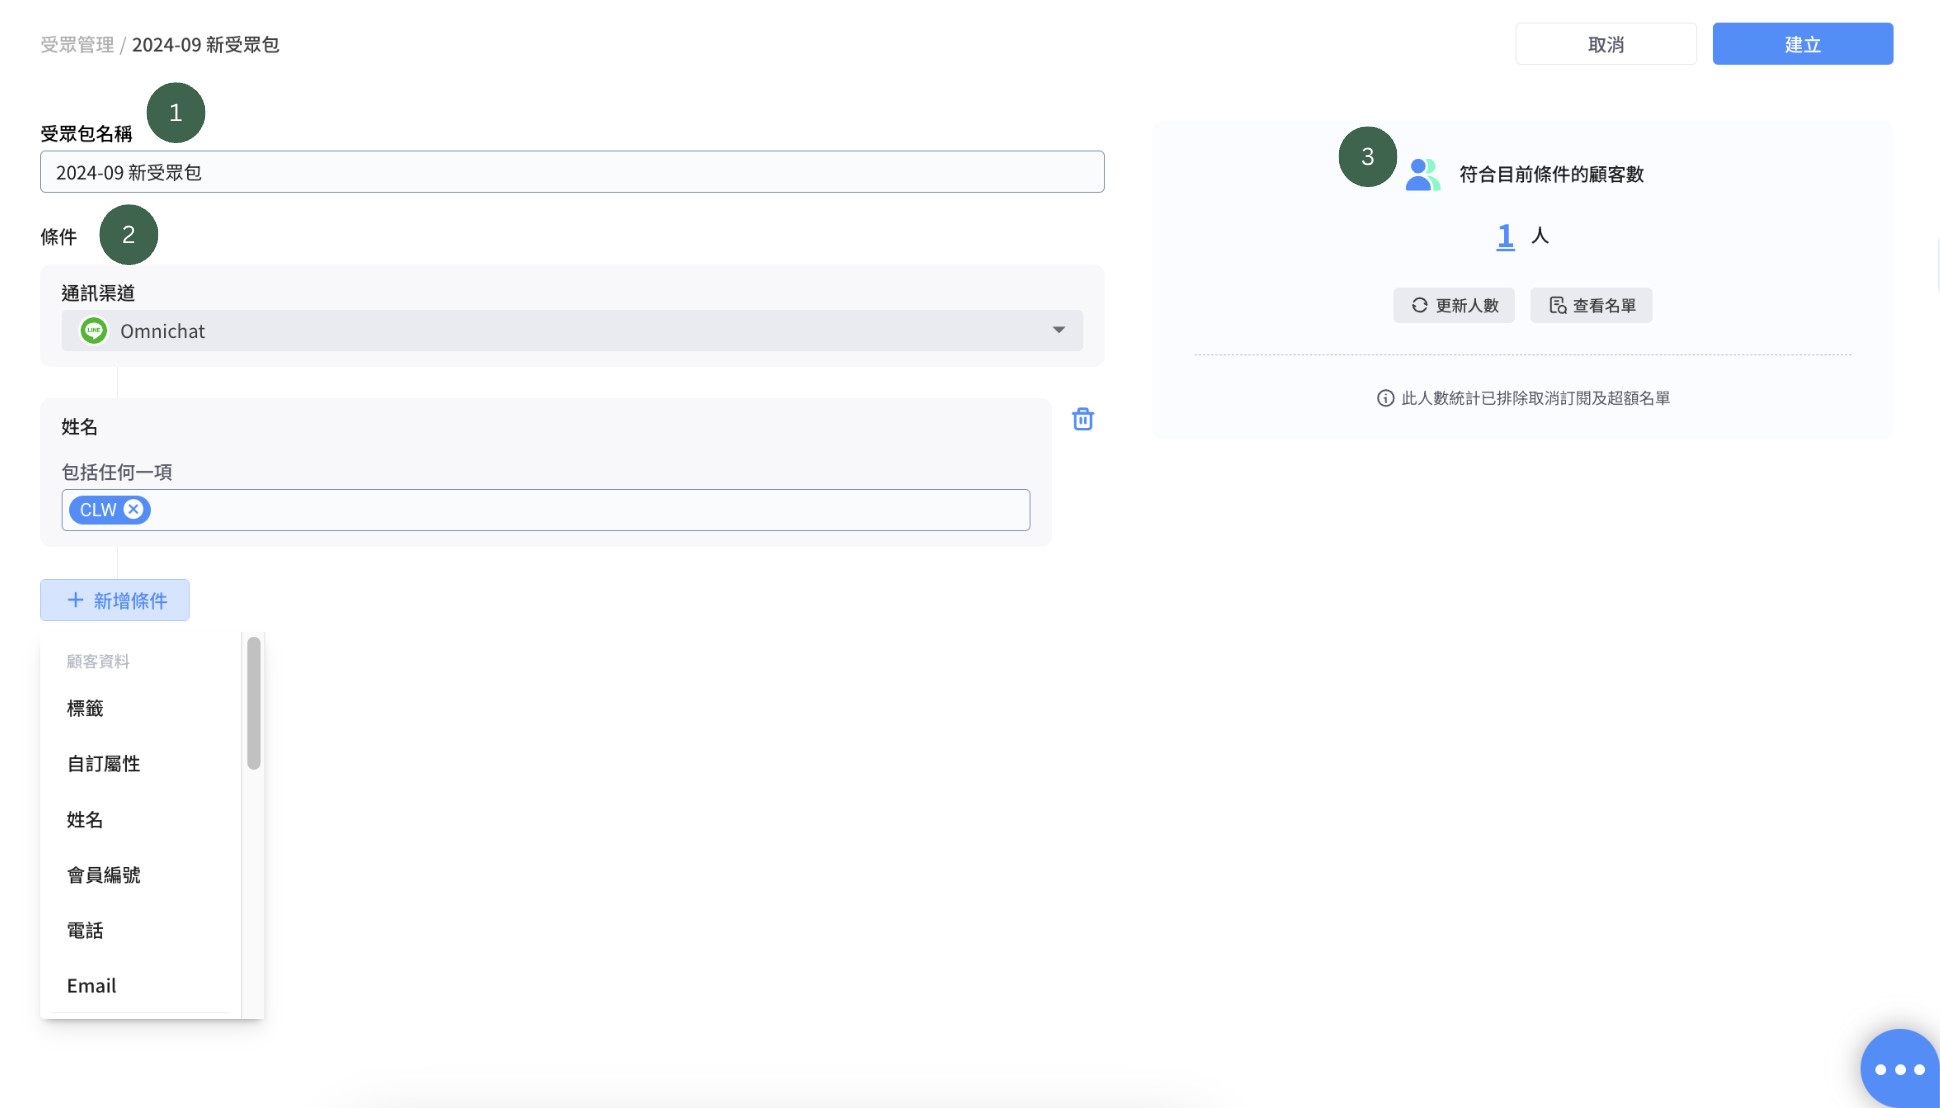 受眾管理 / 2024-09 新受眾包
取消
建立
1
受眾包名稱
2024-09 新受眾包
2
條件
通訊渠道
LINE Omnichat
姓名
包括任何一項
CLW
+ 新增條件
顧客資料
標籤
自訂屬性
姓名
會員編號
電話
Email
3
符合目前條件的顧客數
1 人
更新人數
查看名單
此人數統計已排除取消訂閱及超額名單